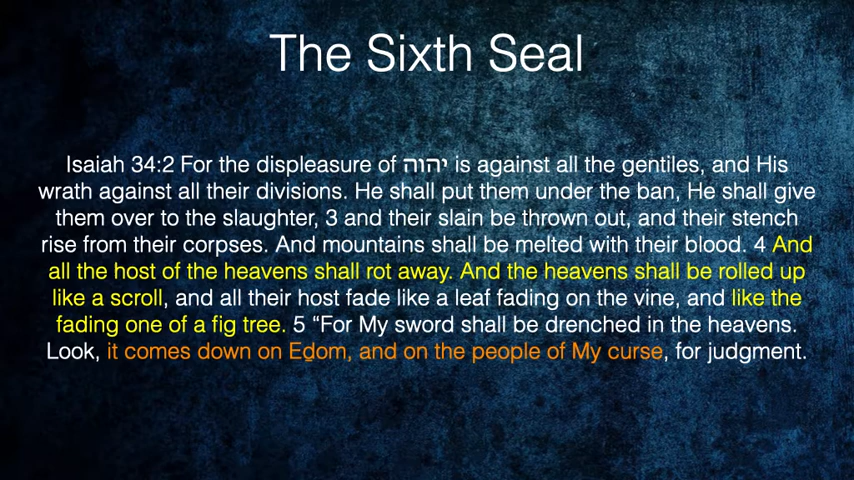 The Sixth Seal
Isaiah 34:2 For the displeasure of יהוה is against all the gentiles, and His
wrath against all their divisions. He shall put them under the ban, He shall give
them over to the slaughter, 3 and their slain be thrown out, and their stench
rise from their corpses. And mountains shall be melted with their blood. 4 And
all the host of the heavens shall rot away. And the heavens shall be rolled up
like a scroll, and all their host fade like a leaf fading on the vine, and like the
fading one of a fig tree. 5 “For My sword shall be drenched in the heavens.
Look, it comes down on Eḏom, and on the people of My curse, for judgment.